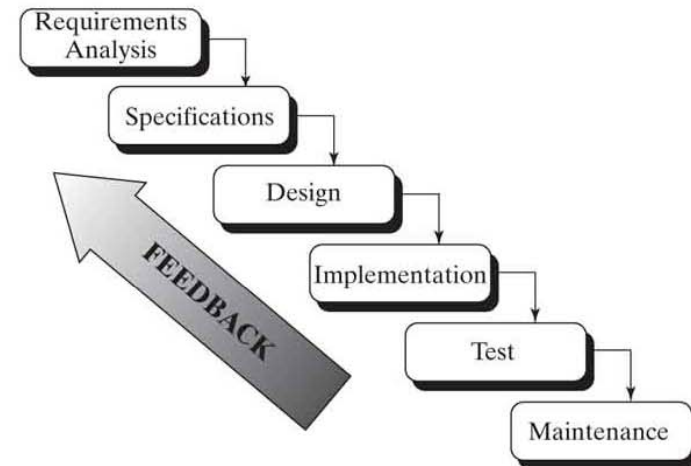 Requirements
Analysis
Specifications
Design
FEEDBACK
Implementation
Test
Maintenance